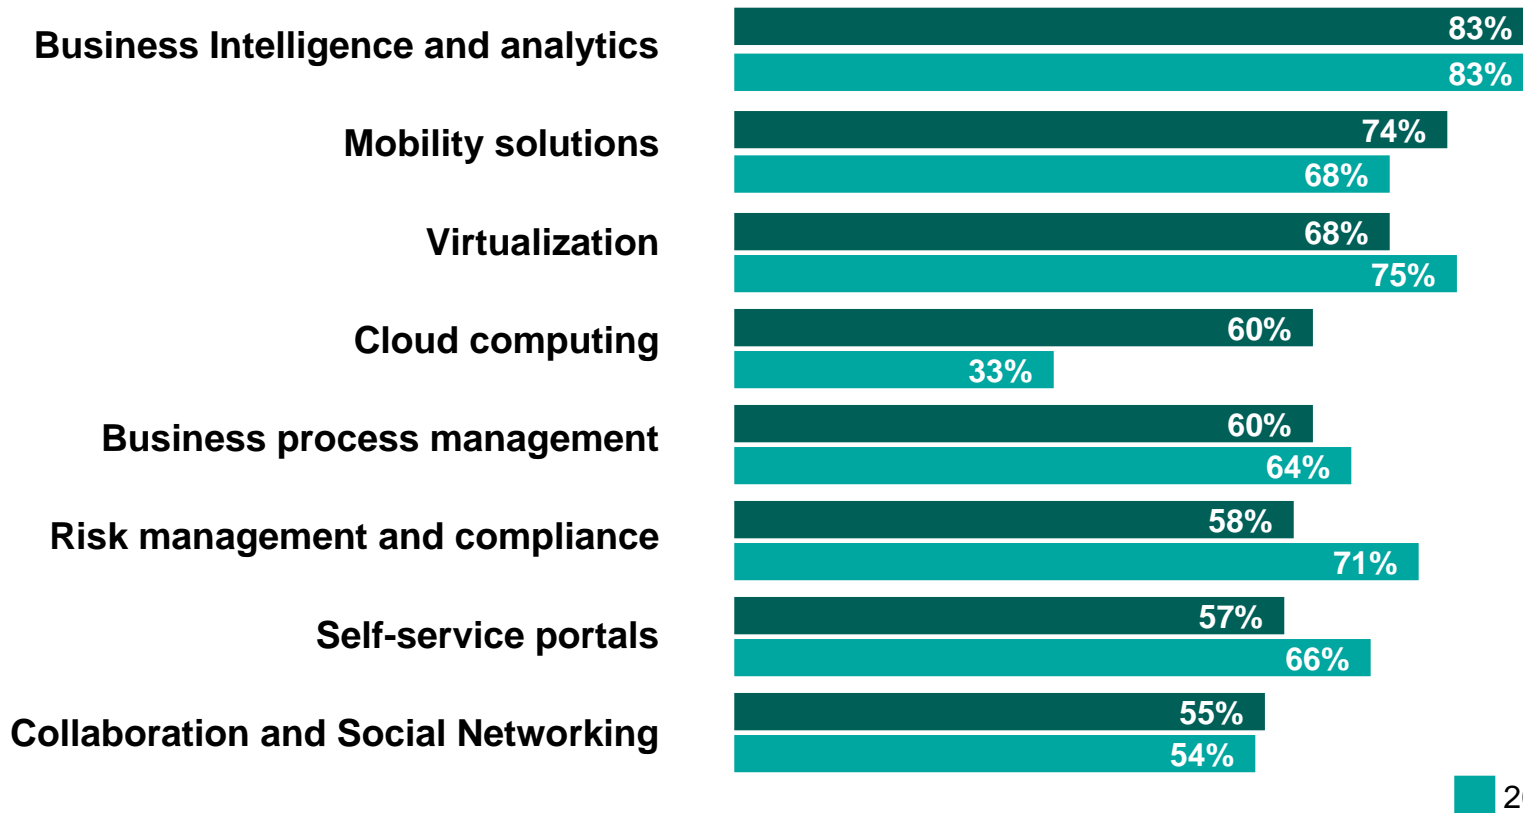 Business Intelligence and analytics
83%
83%
Mobility solutions
74%
68%
Virtualization
68%
75%
Cloud computing
60%
33%
Business process management
60%
64%
Risk management and compliance
58%
71%
Self-service portals
57%
66%
Collaboration and Social Networking
55%
54%